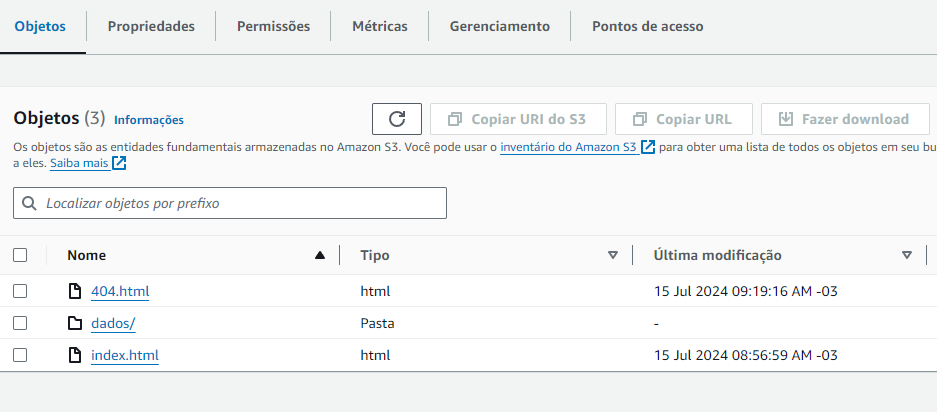 Objetos Propriedades Permissões Métricas Gerenciamento Pontos de acesso
Objetos (3) Informações Copiar URI do S3 Copiar URL Fazer download
Os objetos são as entidades fundamentais armazenadas no Amazon S3. Você pode usar o inventário do Amazon S3 para obter uma lista de todos os objetos em seu bu
a eles. Saiba mais
Localizar objetos por prefixo
Nome Tipo Última modificação
404.html html 15 Jul 2024 09:19:16 AM -03
dados/ Pasta -
index.html html 15 Jul 2024 08:56:59 AM -03